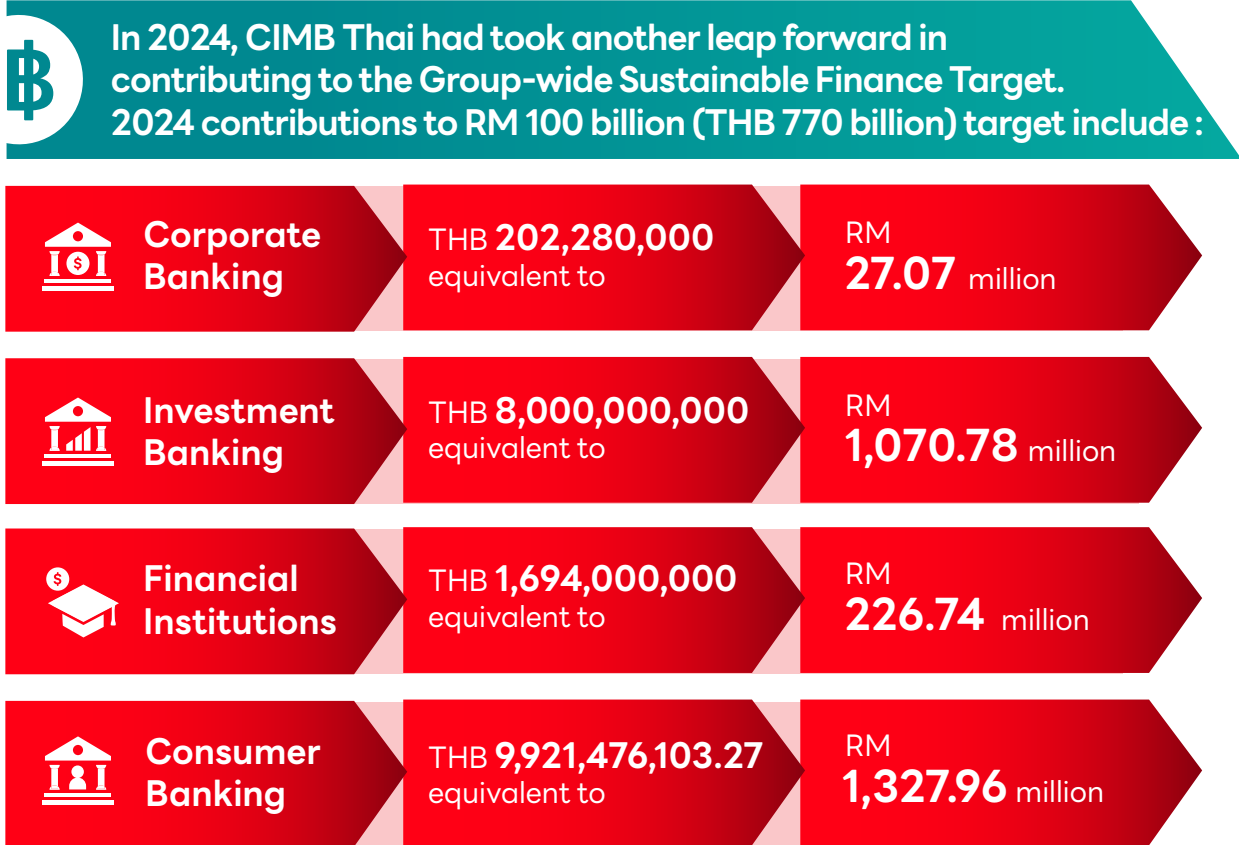 In 2024, CIMB Thai had took another leap forward in
contributing to the Group-wide Sustainable Finance Target.
2024 contributions to RM 100 billion (THB 770 billion) target include :
Corporate
Banking
THB 202,280,000
equivalent to
RM
27.07 million
Investment
Banking
THB 8,000,000,000
equivalent to
RM
1,070.78 million
Financial
Institutions
THB 1,694,000,000
equivalent to
RM
226.74 million
Consumer
Banking
THB 9,921,476,103.27
equivalent to
RM
1,327.96 million